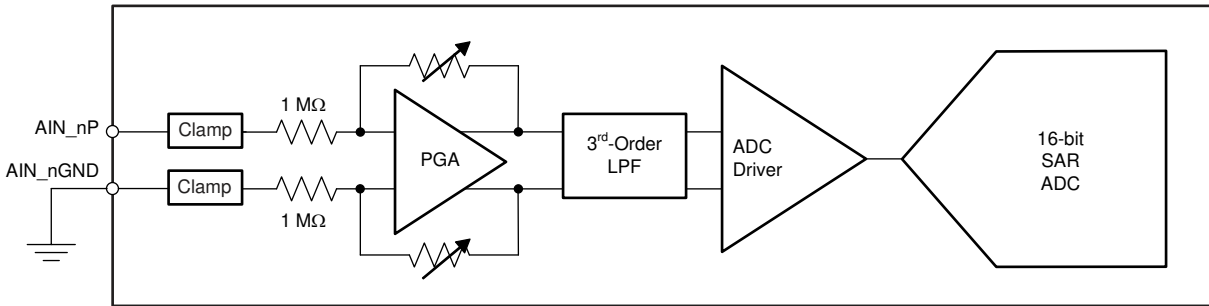 1 MΩ
AIN_nP
Clamp
AIN_nGND
Clamp
1 MΩ
PGA
3rd-Order
LPF
ADC
Driver
16-bit
SAR
ADC